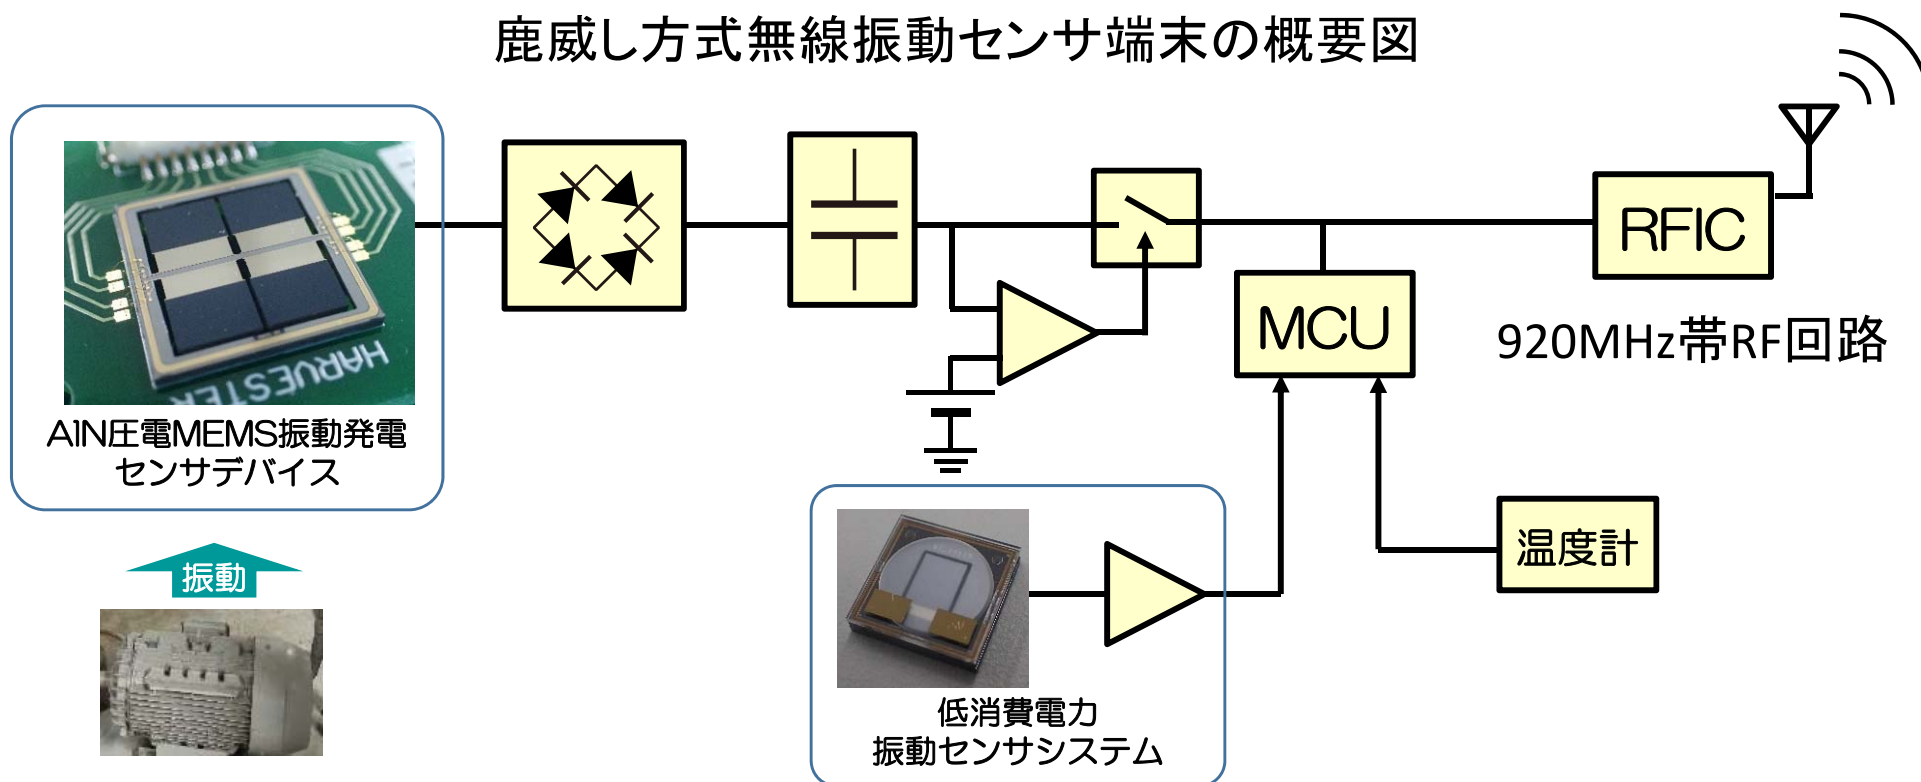 鹿威し方式無線振動センサ端末の概要図
HARVESTER
AlN圧電MEMS振動発電
センサデバイス
振動
RFIC
MCU
920MHz帯RF回路
温度計
低消費電力
振動センサシステム